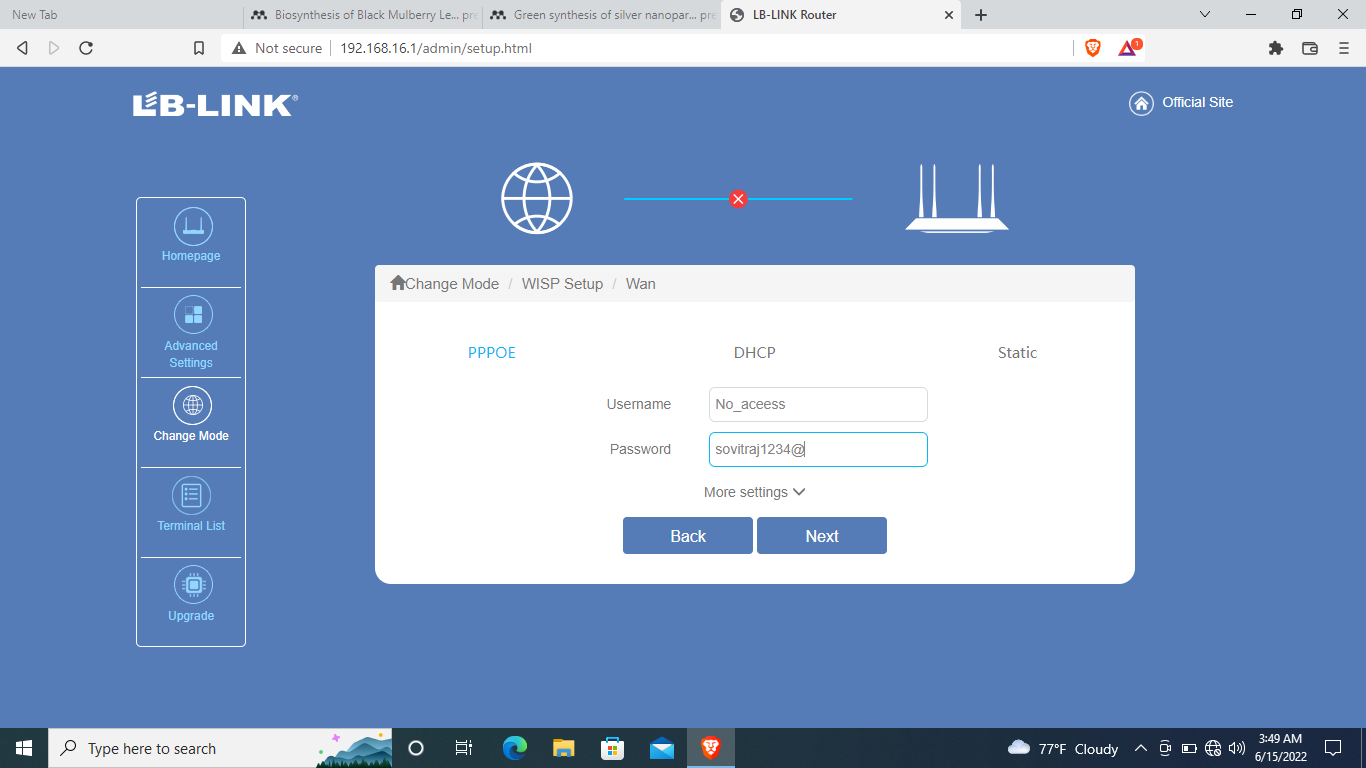 New Tab
Biosynthesis of Black Mulberry Le... pre
Green synthesis of silver nanopar... pre
LB-LINK Router
Not secure
192.168.16.1/admin/setup.html
1
LB-LINK®
Official Site
Homepage
Advanced
Settings
Change Mode
Terminal List
Upgrade
Change Mode / WISP Setup / Wan
PPPOE
DHCP
Static
Username
No_aceess
Password
sovitraj1234@
More settings
Back
Next
Type here to search
77°F Cloudy
3:49 AM
6/15/2022